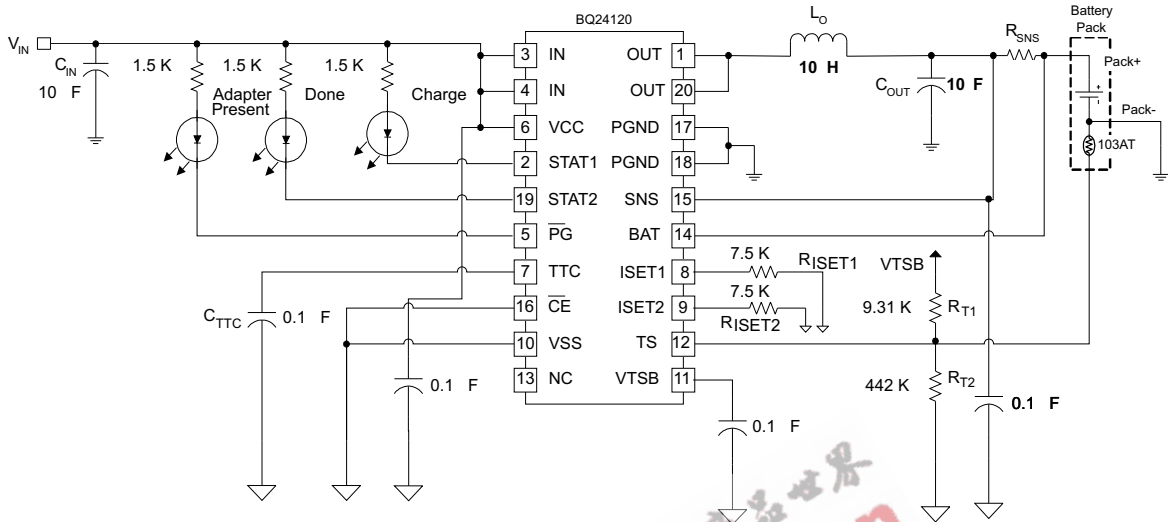 BQ24120
V_IN
C_IN
10 F
1.5 K
1.5 K
1.5 K
Adapter
Present
Done
Charge
3 IN
4 IN
6 VCC
2 STAT1
19 STAT2
5 PG
7 TTC
16 CE
10 VSS
13 NC
OUT 1
OUT 20
PGND 17
PGND 18
SNS 15
BAT 14
ISET1 8
ISET2 9
TS 12
VTSB 11
C_TTC 0.1 F
0.1 F
L_O
10 H
C_OUT 10 F
R_SNS
Battery
Pack
Pack+
+
-
Pack-
103AT
7.5 K
R_ISET1
7.5 K
R_ISET2
VTSB
9.31 K R_T1
442 K R_T2
0.1 F
0.1 F
世界